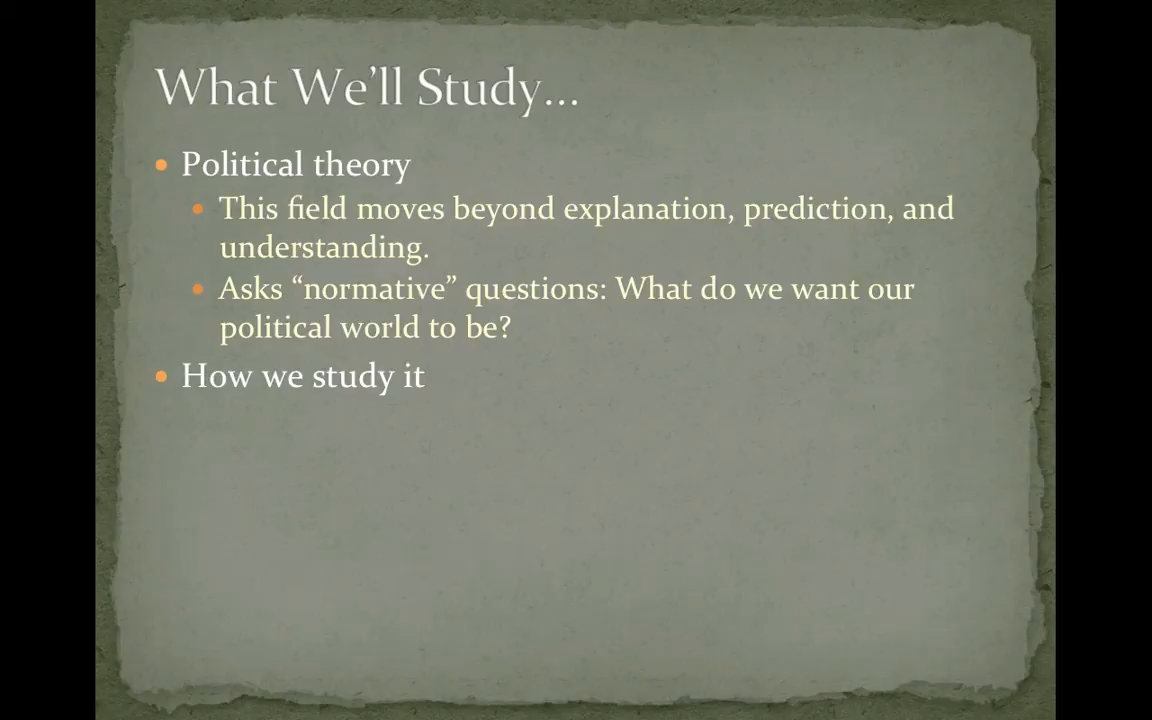 What We'll Study...
• Political theory
• This field moves beyond explanation, prediction, and
understanding.
• Asks “normative” questions: What do we want our
political world to be?
• How we study it